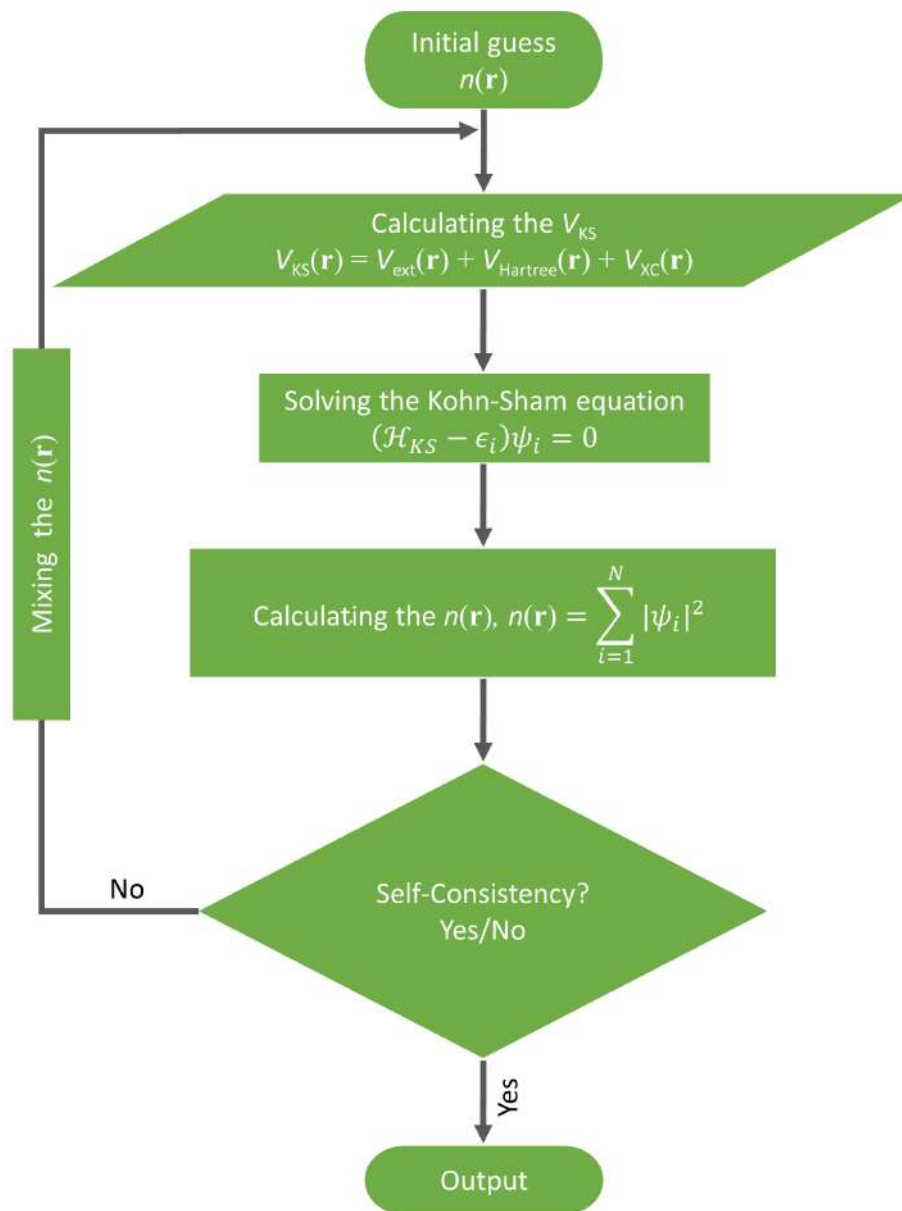 Initial guess
n(r)
Calculating the V_KS
V_KS(r) = V_ext(r) + V_Hartree(r) + V_XC(r)
Solving the Kohn-Sham equation
(ℋ_KS − ϵ_i)ψ_i = 0
Calculating the n(r), n(r) = ∑_{i=1}^{N} |ψ_i|^2
Mixing the n(r)
Self-Consistency?
Yes/No
No
Yes
Output